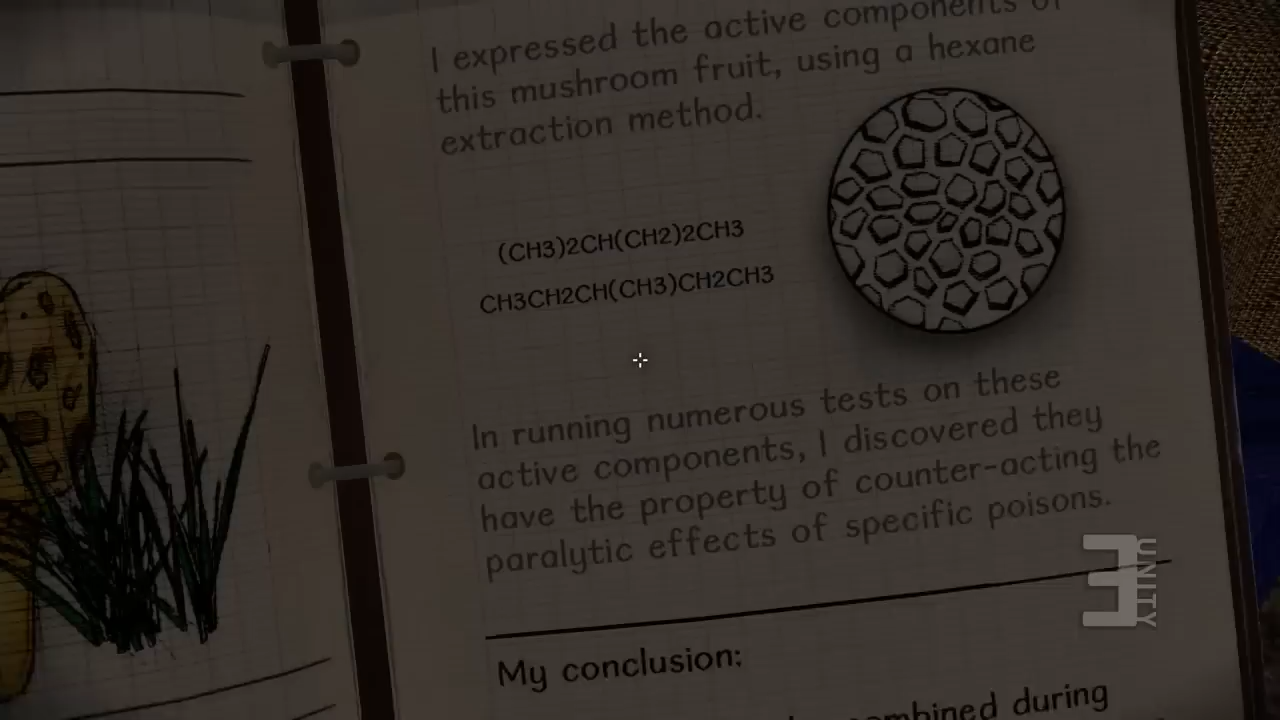 I expressed the active components of
this mushroom fruit, using a hexane
extraction method.
(CH3)2CH(CH2)2CH3
CH3CH2CH(CH3)CH2CH3
In running numerous tests on these
active components, I discovered they
have the property of counter-acting the
paralytic effects of specific poisons.
UNITY
My conclusion:
combined during